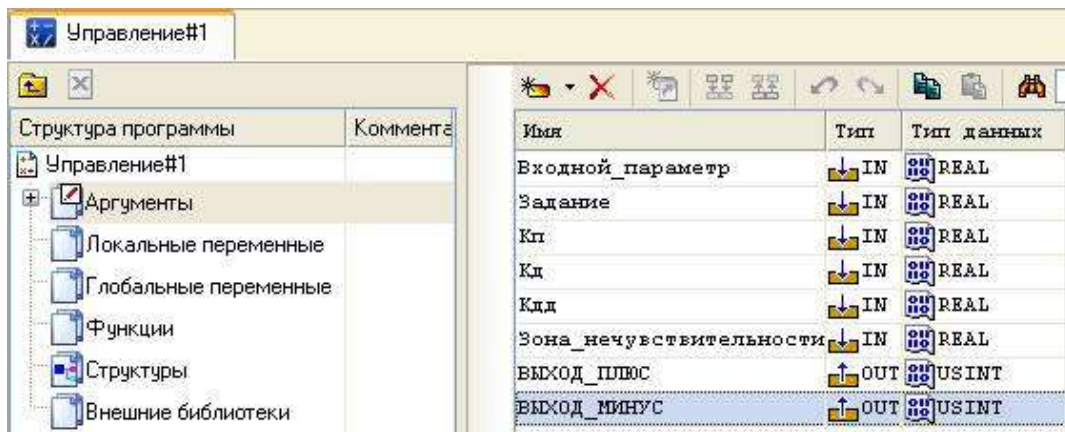 Управление#1
Структура программы Коммента
Управление#1
Аргументы
Локальные переменные
Глобальные переменные
Функции
Структуры
Внешние библиотеки
Имя Тип Тип данных
Входной_параметр IN REAL
Задание IN REAL
Кп IN REAL
Кд IN REAL
Кдд IN REAL
Зона_нечувствительности IN REAL
ВЫХОД_ПЛЮС OUT USINT
ВЫХОД_МИНУС OUT USINT